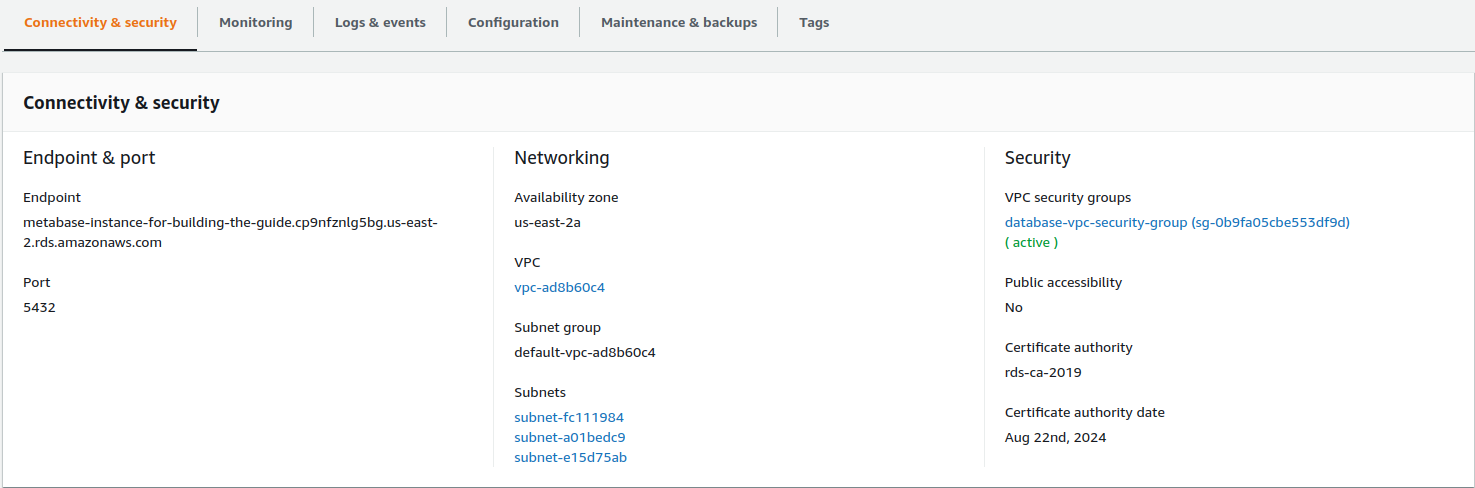 Connectivity & security
Monitoring
Logs & events
Configuration
Maintenance & backups
Tags
Connectivity & security
Endpoint & port
Endpoint
metabase-instance-for-building-the-guide.cp9nfznlg5bg.us-east-
2.rds.amazonaws.com
Port
5432
Networking
Availability zone
us-east-2a
VPC
vpc-ad8b60c4
Subnet group
default-vpc-ad8b60c4
Subnets
subnet-fc111984
subnet-a01bedc9
subnet-e15d75ab
Security
VPC security groups
database-vpc-security-group (sg-0b9fa05cbe553df9d)
( active )
Public accessibility
No
Certificate authority
rds-ca-2019
Certificate authority date
Aug 22nd, 2024